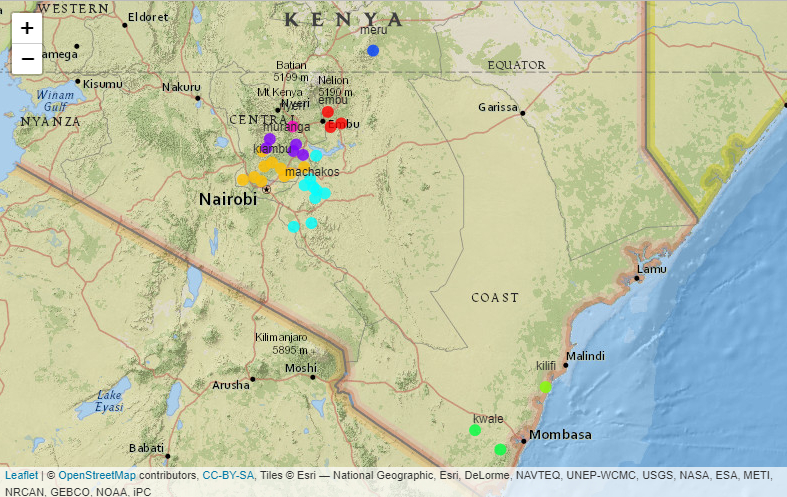 WESTERN
Eldoret
KENYA
meru
+
−
amega
Kisumu
Nakuru
Batian
5199 m
Nelion
5190 m
EQUATOR
Winam
Gulf
Mt Kenya
Nyeri
embu
Garissa
NYANZA
CENTRAL
muranga
Embu
kiambu
machakos
Nairobi
Lamu
COAST
Kilimanjaro
5895 m
Moshi
Arusha
Malindi
kilifi
Lake
Eyasi
kwale
Mombasa
Babati
Leaflet | © OpenStreetMap contributors, CC-BY-SA, Tiles © Esri — National Geographic, Esri, DeLorme, NAVTEQ, UNEP-WCMC, USGS, NASA, ESA, METI,
NRCAN, GEBCO, NOAA, iPC